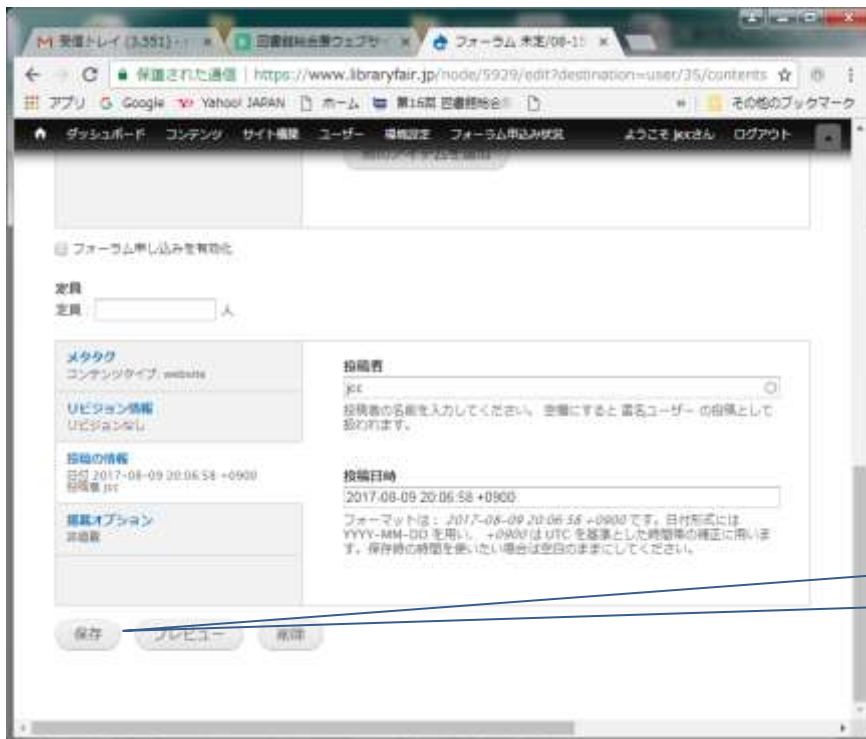 受信トレイ (3,551) -
図書館総合展ウェブサ
フォーラム 未定/08-15
保護された通信 | https://www.libraryfair.jp/node/5929/edit?destination=user/35/contents
アプリ Google Yahoo! JAPAN ホーム 第16回 図書館総合 その他のブックマーク
ダッシュボード コンテンツ サイト構築 ユーザー 環境設定 フォーラム申込み状況 ようこそ jccさん ログアウト
別のアイテムを追加
フォーラム申し込みを有効化
定員
定員 人
メタタグ
コンテンツタイプ: website
リビジョン情報
リビジョンなし
投稿の情報
日付 2017-08-09 20:06:58 +0900
投稿者 jcc
掲載オプション
非掲載
投稿者
jcc
投稿者の名前を入力してください。 空欄にすると 匿名ユーザー の投稿として
扱われます。
投稿日時
2017-08-09 20:06:58 +0900
フォーマットは： 2017-08-09 20:06:58 +0900 です。日付形式には
YYYY-MM-DD を用い、 +0900 は UTC を基準とした時間帯の補正に用いま
す。保存時の時間を使いたい場合は空白のままにしてください。
保存 プレビュー 削除